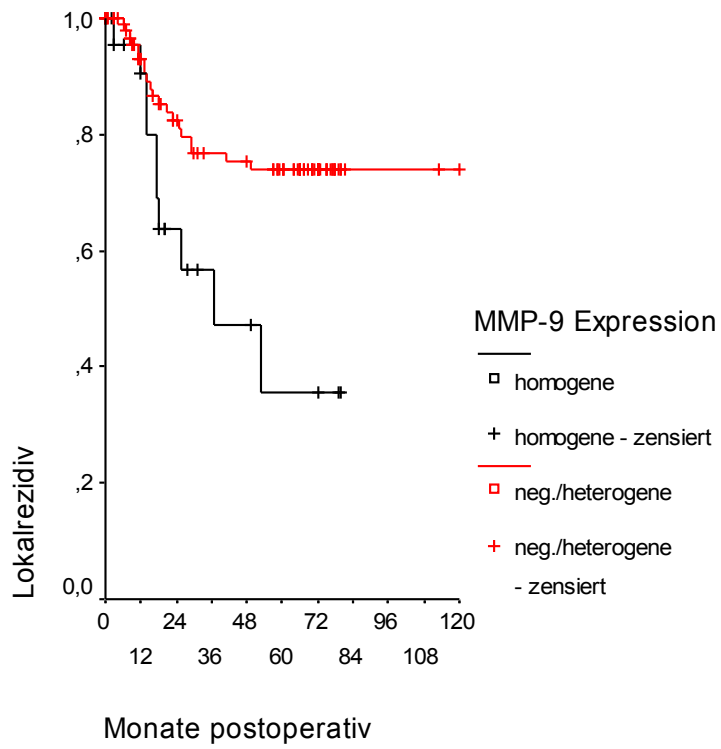 1,0
,8
,6
,4
,2
0,0
Lokalrezidiv
0 24 48 72 96 120
12 36 60 84 108
Monate postoperativ
MMP-9 Expression
homogene
homogene - zensiert
neg./heterogene
neg./heterogene
- zensiert